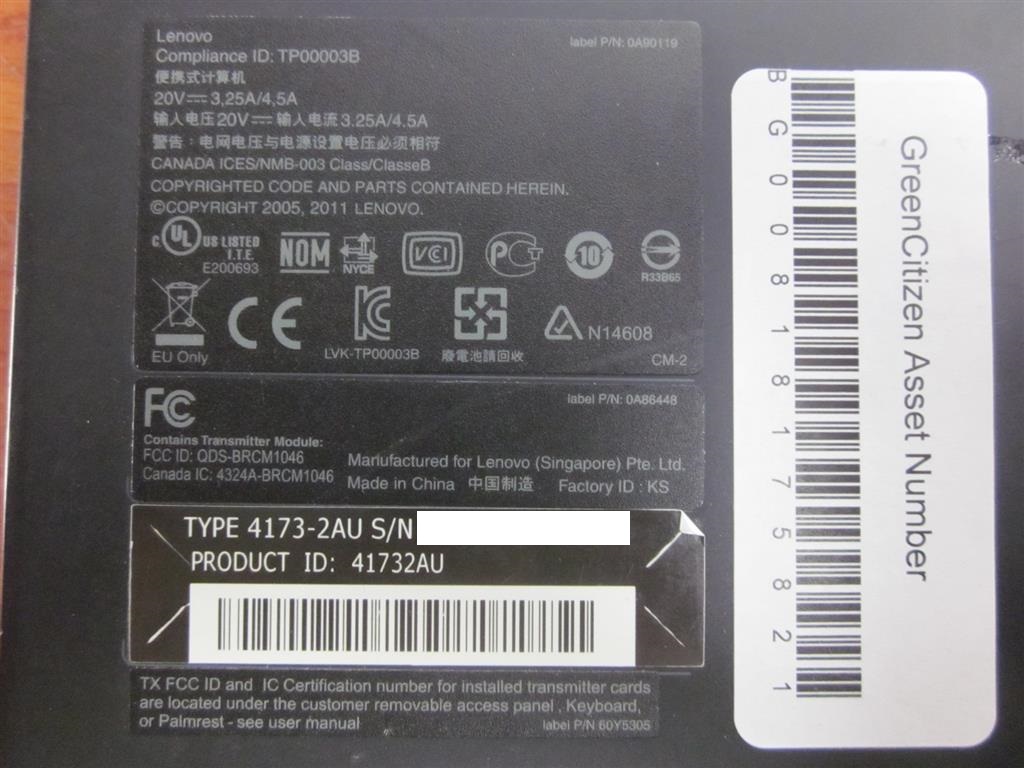 Lenovo
label P/N: 0A90119
Compliance ID: TP00003B
便携式计算机
20V⎓ 3,25A/4,5A
输入电压20V⎓ 输入电流3.25A/4.5A
警告：电网电压与电源设置电压必须相符
CANADA ICES/NMB-003 Class/ClasseB
COPYRIGHTED CODE AND PARTS CONTAINED HEREIN.
©COPYRIGHT 2005, 2011 LENOVO.
C UL US LISTED
I.T.E.
E200693
NOM
NYCE
VCI
PCT
10
R33B65
EU Only
CE
LVK-TP00003B
廢電池請回收
N14608
CM-2
FC
label P/N: 0A86448
Contains Transmitter Module:
FCC ID: QDS-BRCM1046
Canada IC: 4324A-BRCM1046
Manufactured for Lenovo (Singapore) Pte. Ltd.
Made in China 中国制造 Factory ID : KS
TYPE 4173-2AU S/N
PRODUCT ID: 41732AU
TX FCC ID and IC Certification number for installed transmitter cards
are located under the customer removable access panel , Keyboard,
or Palmrest - see user manual
label P/N 60Y5305
GreenCitizen Asset Number
BG00818175821